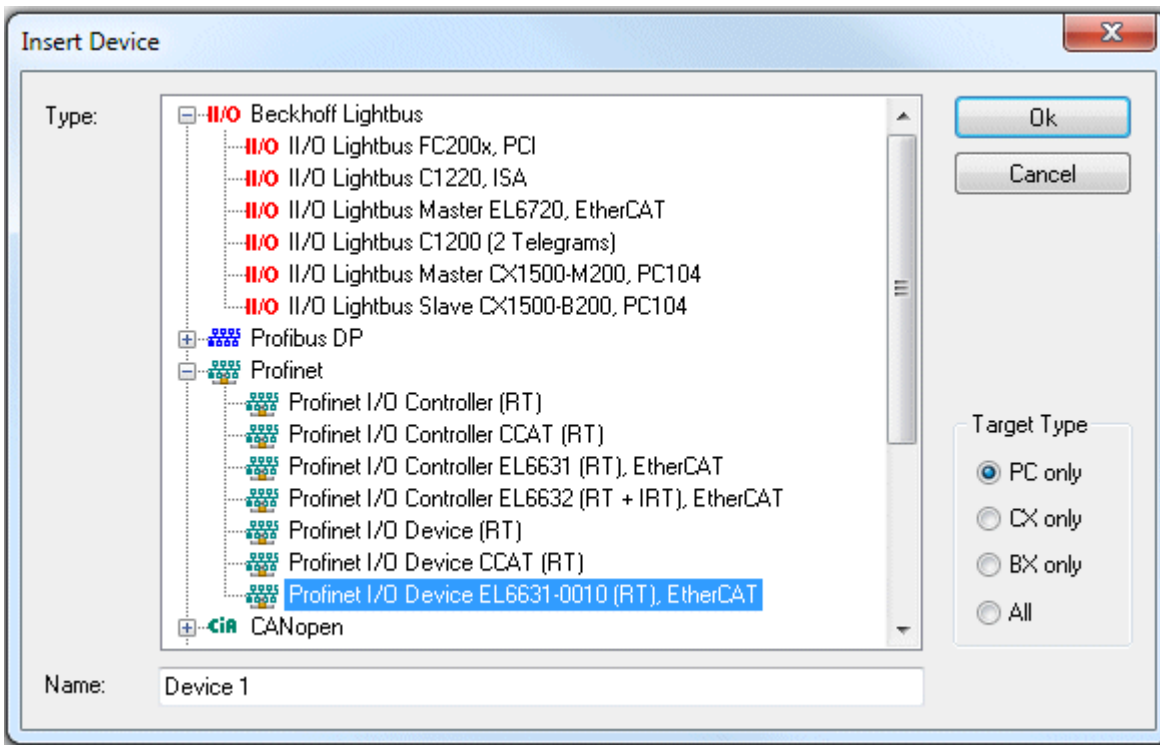 Insert Device
Type:
II/O Beckhoff Lightbus
II/O II/O Lightbus FC200x, PCI
II/O II/O Lightbus C1220, ISA
II/O II/O Lightbus Master EL6720, EtherCAT
II/O II/O Lightbus C1200 (2 Telegrams)
II/O II/O Lightbus Master CX1500-M200, PC104
II/O II/O Lightbus Slave CX1500-B200, PC104
Profibus DP
Profinet
Profinet I/O Controller (RT)
Profinet I/O Controller CCAT (RT)
Profinet I/O Controller EL6631 (RT), EtherCAT
Profinet I/O Controller EL6632 (RT + IRT), EtherCAT
Profinet I/O Device (RT)
Profinet I/O Device CCAT (RT)
Profinet I/O Device EL6631-0010 (RT), EtherCAT
CiA CANopen
Ok
Cancel
Target Type
PC only
CX only
BX only
All
Name:
Device 1